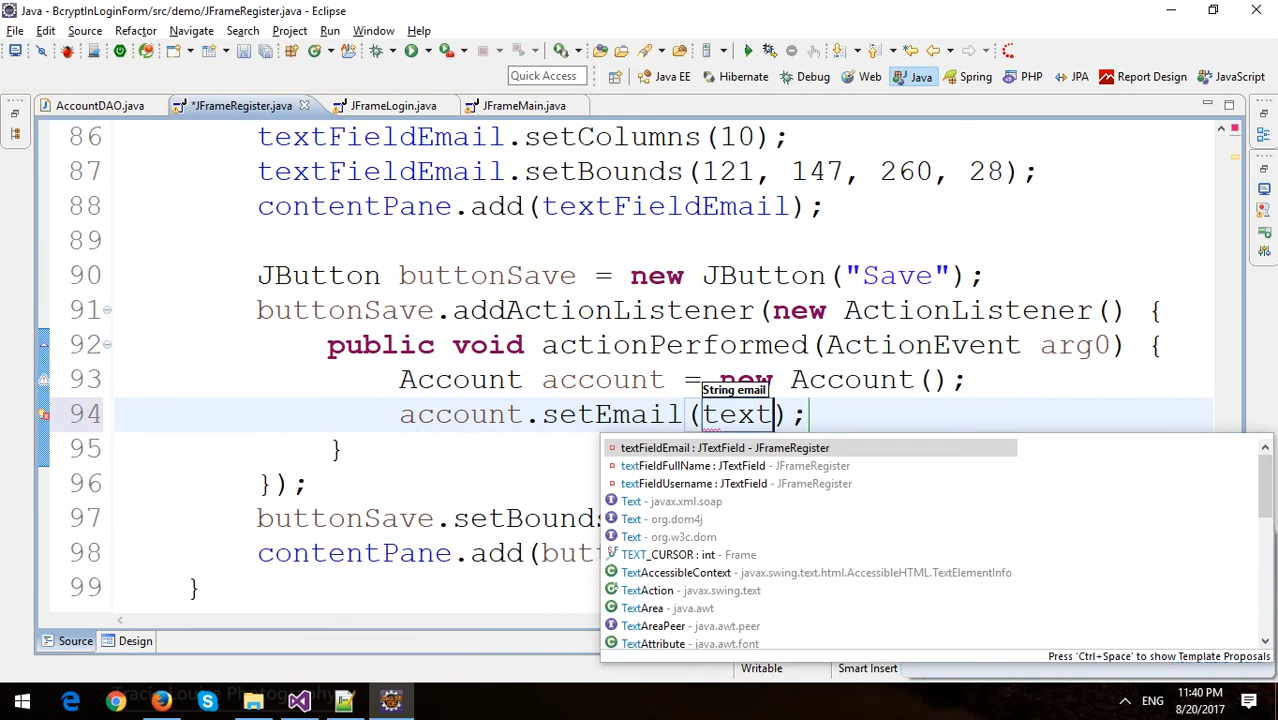 Java - BcryptInLoginForm/src/demo/JFrameRegister.java - Eclipse
File Edit Source Refactor Navigate Search Project Run Window Help
Quick Access
Java EE Hibernate Debug Web Java Spring PHP JPA Report Design JavaScript
AccountDAO.java *JFrameRegister.java JFrameLogin.java JFrameMain.java
86 textFieldEmail.setColumns(10);
87 textFieldEmail.setBounds(121, 147, 260, 28);
88 contentPane.add(textFieldEmail);
89
90 JButton buttonSave = new JButton("Save");
91 buttonSave.addActionListener(new ActionListener() {
92 public void actionPerformed(ActionEvent arg0) {
93 Account account = new Account();
String email
94 account.setEmail(text);
95 }
96 });
97 buttonSave.setBounds
98 contentPane.add(but
99 }
textFieldEmail : JTextField - JFrameRegister
textFieldFullName : JTextField - JFrameRegister
textFieldUsername : JTextField - JFrameRegister
Text - javax.xml.soap
Text - org.dom4j
Text - org.w3c.dom
TEXT_CURSOR : int - Frame
TextAccessibleContext - javax.swing.text.html.AccessibleHTML.TextElementInfo
TextAction - javax.swing.text
TextArea - java.awt
TextAreaPeer - java.awt.peer
TextAttribute - java.awt.font
Press 'Ctrl+Space' to show Template Proposals
Source Design
Writable Smart Insert
Tracie Louise Photography
ENG 11:40 PM
8/20/2017